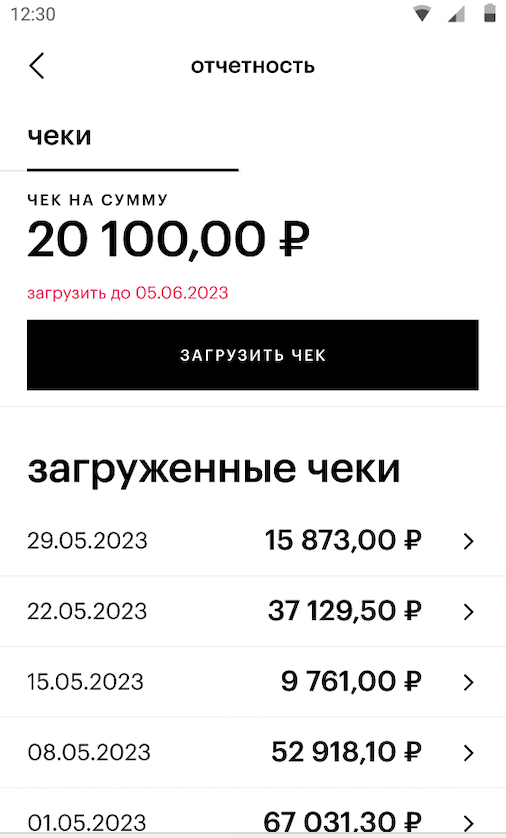 12:30
отчетность
чеки
ЧЕК НА СУММУ
20 100,00 ₽
загрузить до 05.06.2023
ЗАГРУЗИТЬ ЧЕК
загруженные чеки
29.05.2023 15 873,00 ₽
22.05.2023 37 129,50 ₽
15.05.2023 9 761,00 ₽
08.05.2023 52 918,10 ₽
01.05.2023 67 031,30 ₽